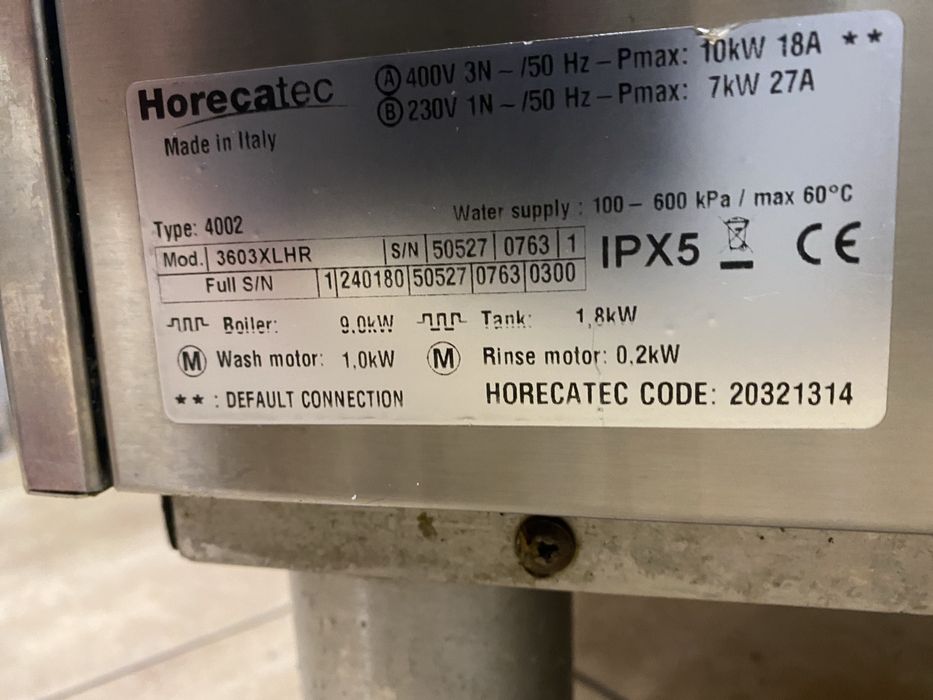 Horecatec
Made in Italy
Ⓐ 400V 3N ~ /50 Hz – Pmax: 10kW 18A **
Ⓑ 230V 1N ~ /50 Hz – Pmax: 7kW 27A
Water supply : 100 – 600 kPa / max 60°C
Type: 4002
Mod. 3603XLHR S/N 50527 0763 1
Full S/N 1 240180 50527 0763 0300
IPX5 CE
Boiler: 9.0kW Tank: 1,8kW
M Wash motor: 1,0kW M Rinse motor: 0,2kW
** : DEFAULT CONNECTION
HORECATEC CODE: 20321314